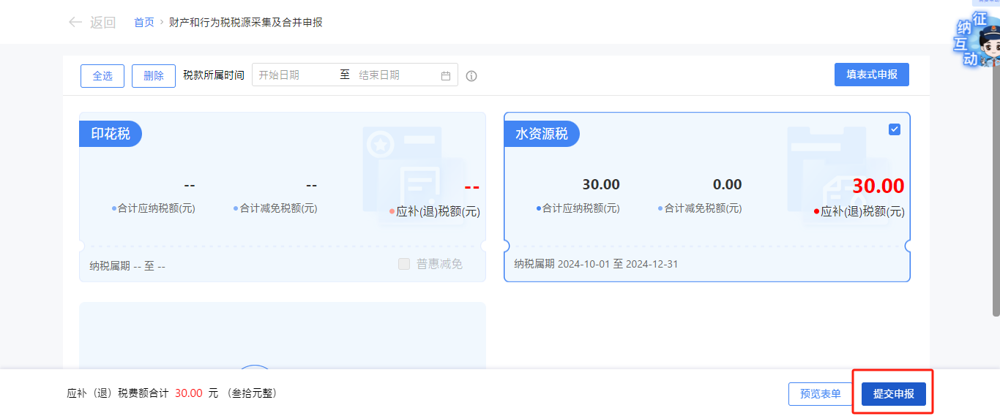 返回 首页 > 财产和行为税税源采集及合并申报
征纳互动
全选 删除 税款所属时间 开始日期 至 结束日期 填表式申报
印花税
-- -- --
合计应纳税额(元) 合计减免税额(元) 应补(退)税额(元)
纳税属期 -- 至 -- 普惠减免
水资源税
30.00 0.00 30.00
合计应纳税额(元) 合计减免税额(元) 应补(退)税额(元)
纳税属期 2024-10-01 至 2024-12-31
应补（退）税费额合计 30.00 元 （叁拾元整） 预览表单 提交申报